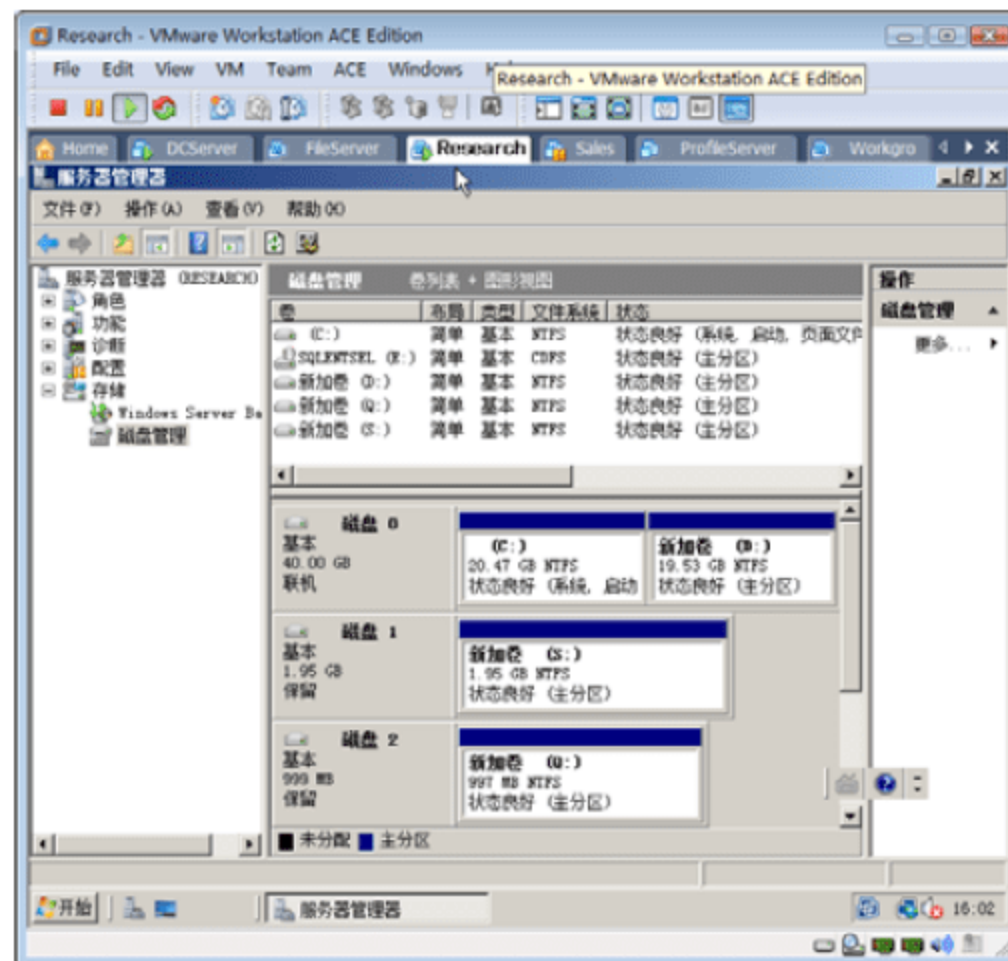 Research - VMware Workstation ACE Edition
File Edit View VM Team ACE Windows
Research - VMware Workstation ACE Edition
Home DCServer FileServer Research Sales ProfileServer Workgro
服务器管理器
文件(F) 操作(A) 查看(V) 帮助(H)
服务器管理器 (RESEARCH)
角色
功能
诊断
配置
存储
Windows Server Ba
磁盘管理
磁盘管理 卷列表 + 图形视图
卷 布局 类型 文件系统 状态
(C:) 简单 基本 NTFS 状态良好 (系统, 启动, 页面文件
SQLENTSEL (E:) 简单 基本 CDFS 状态良好 (主分区)
新加卷 (D:) 简单 基本 NTFS 状态良好 (主分区)
新加卷 (Q:) 简单 基本 NTFS 状态良好 (主分区)
新加卷 (S:) 简单 基本 NTFS 状态良好 (主分区)
操作
磁盘管理
更多...
磁盘 0
基本
40.00 GB
联机
(C:)
20.47 GB NTFS
状态良好 (系统, 启动
新加卷 (D:)
19.53 GB NTFS
状态良好 (主分区)
磁盘 1
基本
1.95 GB
保留
新加卷 (S:)
1.95 GB NTFS
状态良好 (主分区)
磁盘 2
基本
999 MB
保留
新加卷 (Q:)
997 MB NTFS
状态良好 (主分区)
未分配 主分区
开始 服务器管理器 16:02